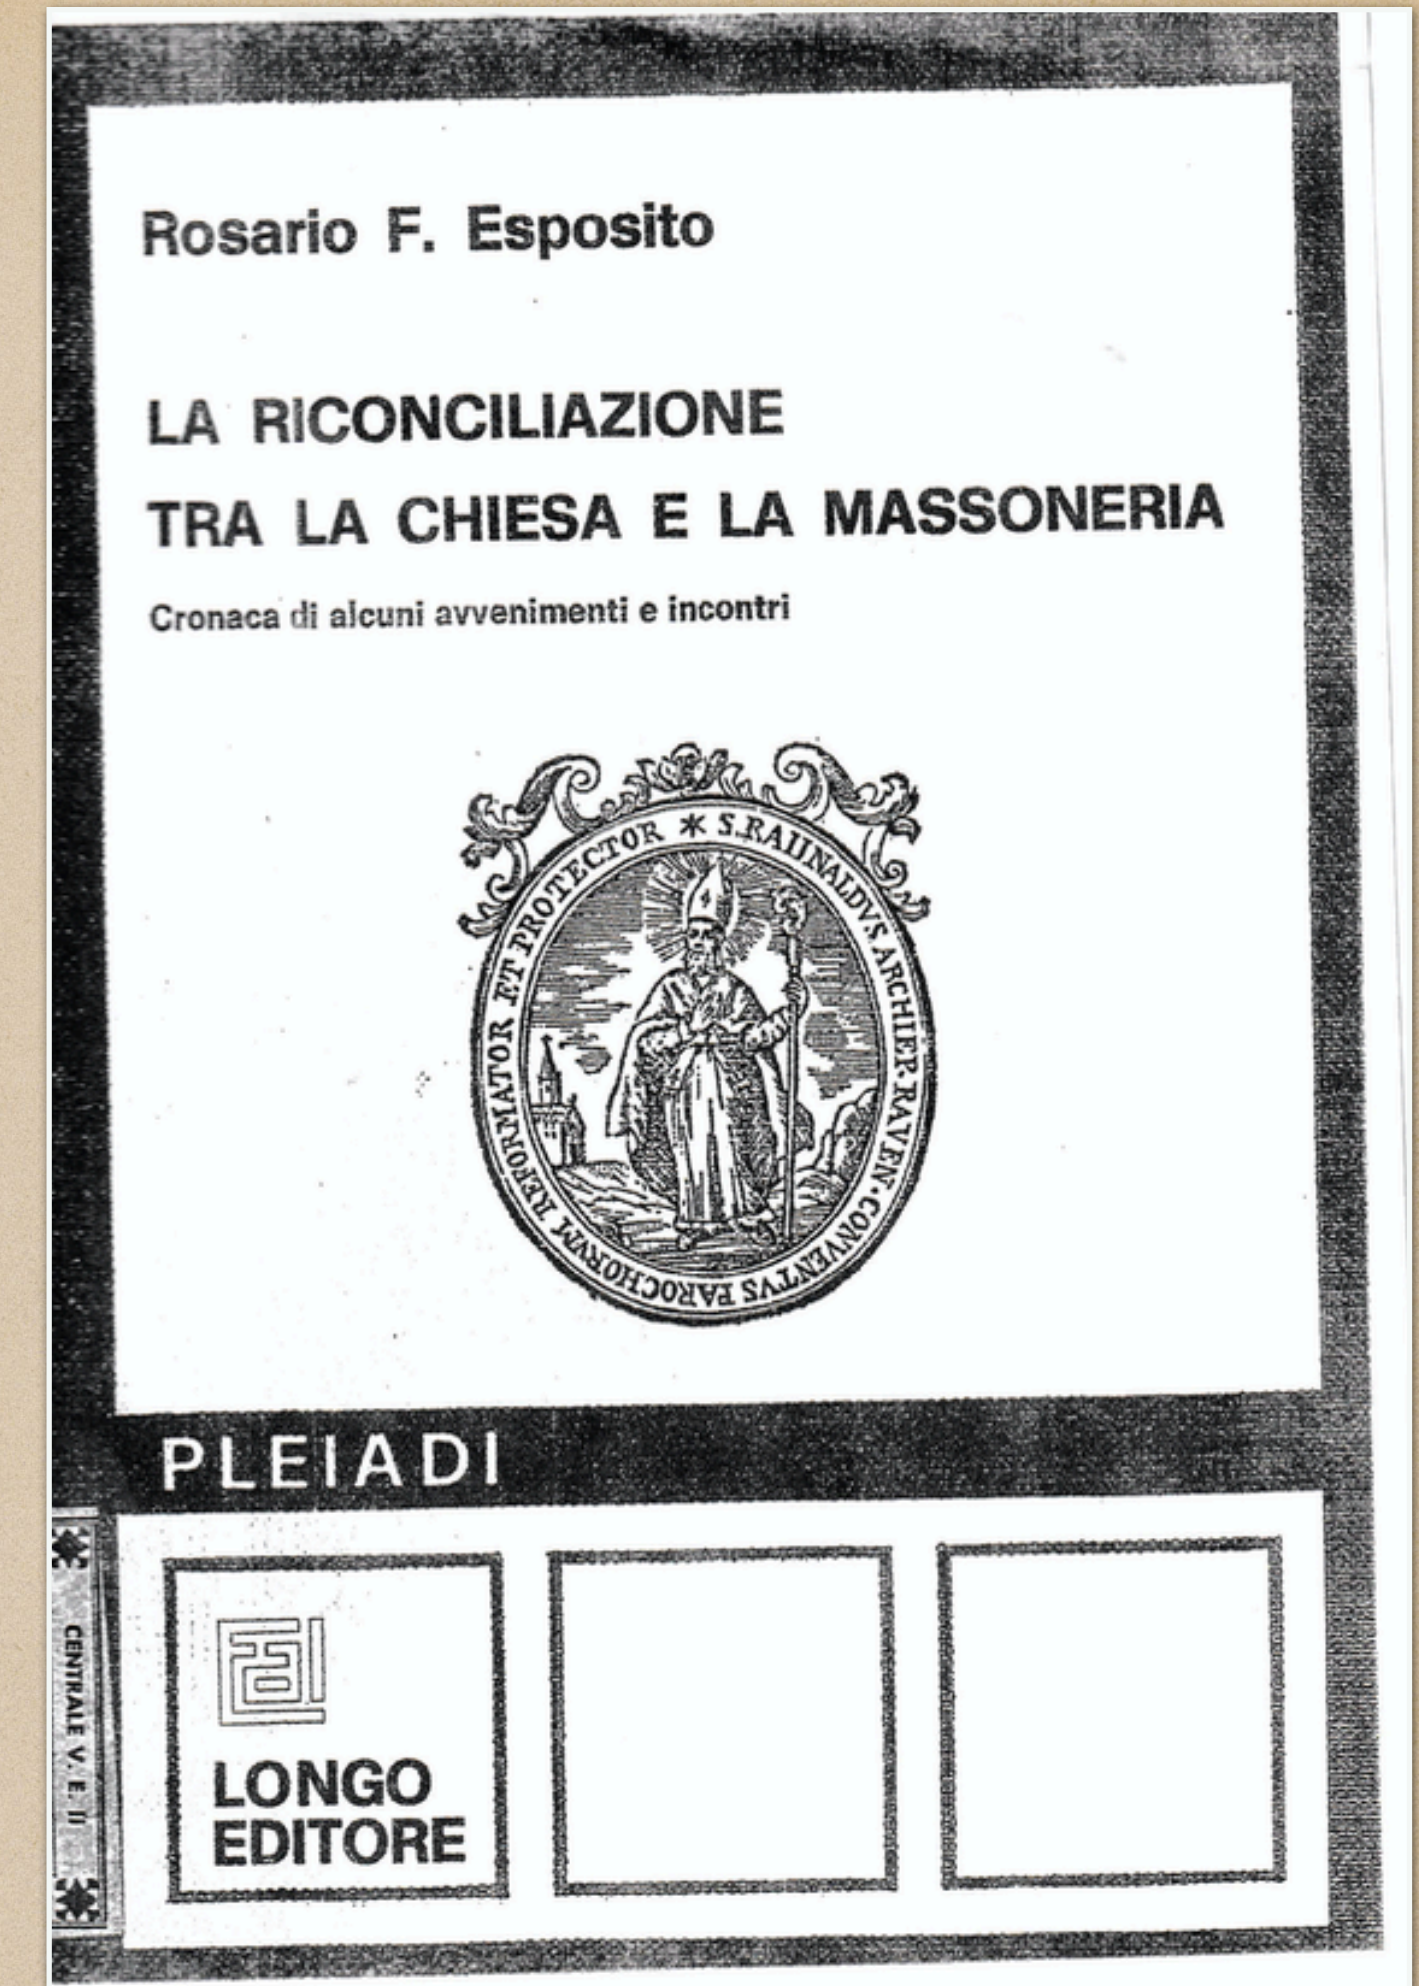 Rosario F. Esposito
LA RICONCILIAZIONE
TRA LA CHIESA E LA MASSONERIA
Cronaca di alcuni avvenimenti e incontri
* S. RAIINALDVS. ARCHIEP. RAVEN. CONVENTVS PAROCHORVM REFORMATOR ET PROTECTOR
PLEIADI
CENTRALE V. E. II
LONGO
EDITORE